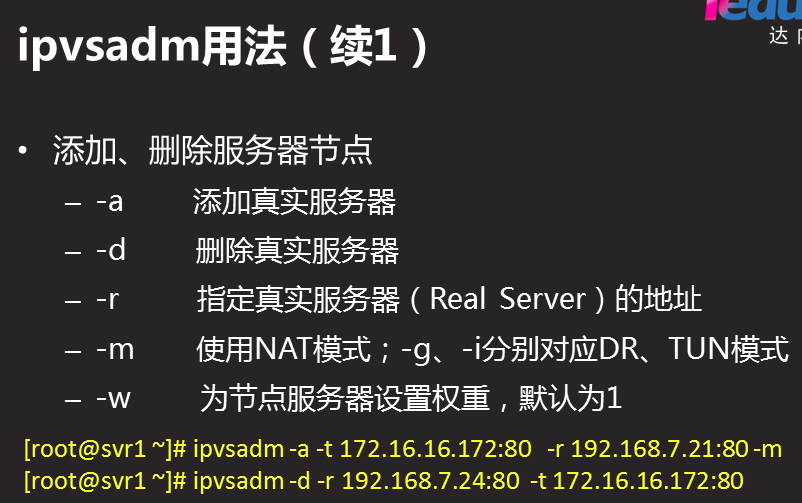 ipvsadm用法（续1）
达
• 添加、删除服务器节点
– -a 添加真实服务器
– -d 删除真实服务器
– -r 指定真实服务器（Real Server）的地址
– -m 使用NAT模式；-g、-i分别对应DR、TUN模式
– -w 为节点服务器设置权重，默认为1
[root@svr1 ~]# ipvsadm -a -t 172.16.16.172:80 -r 192.168.7.21:80 -m
[root@svr1 ~]# ipvsadm -d -r 192.168.7.24:80 -t 172.16.16.172:80